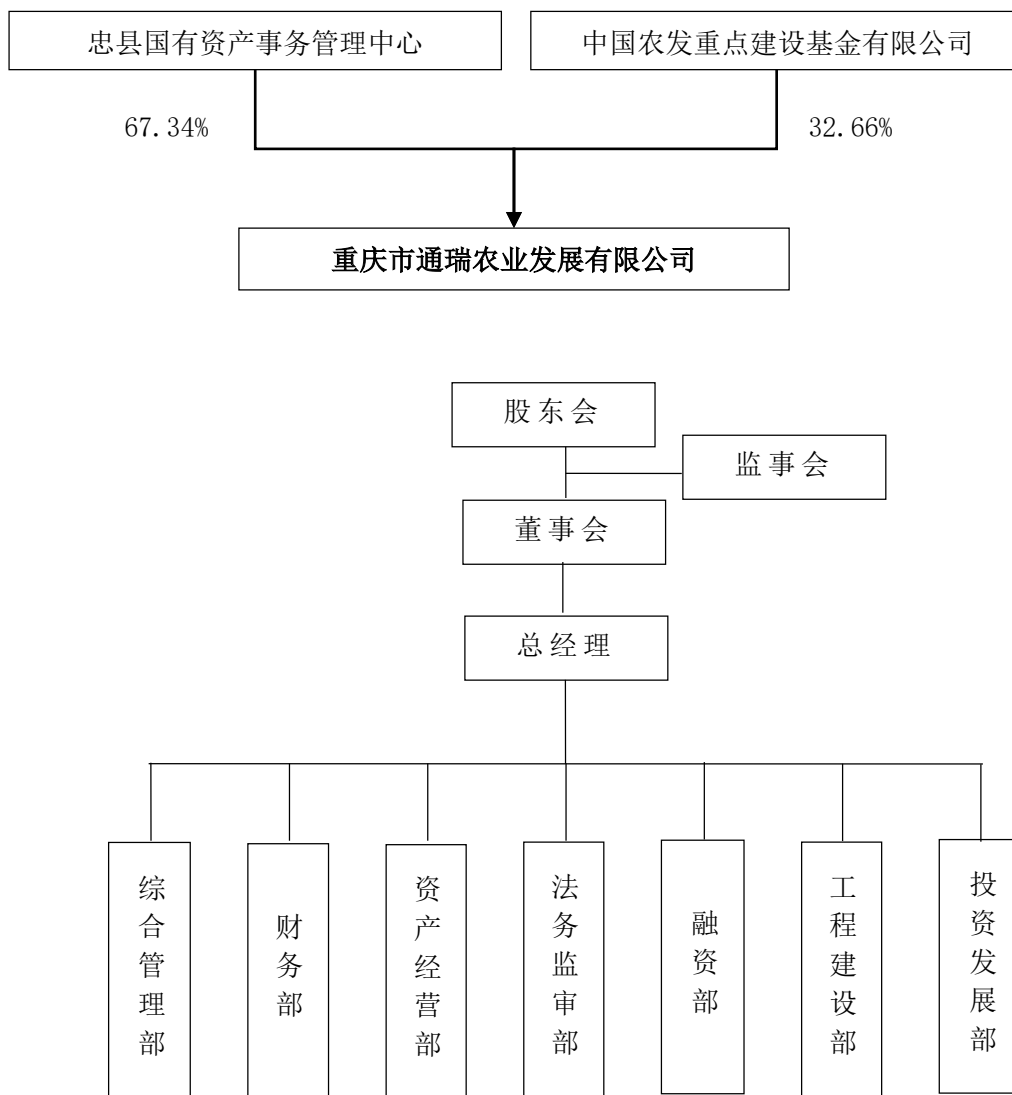 忠县国有资产事务管理中心
中国农发重点建设基金有限公司
67.34%
32.66%
重庆市通瑞农业发展有限公司
股东会
监事会
董事会
总经理
综合管理部
财务部
资产经营部
法务监审部
融资部
工程建设部
投资发展部